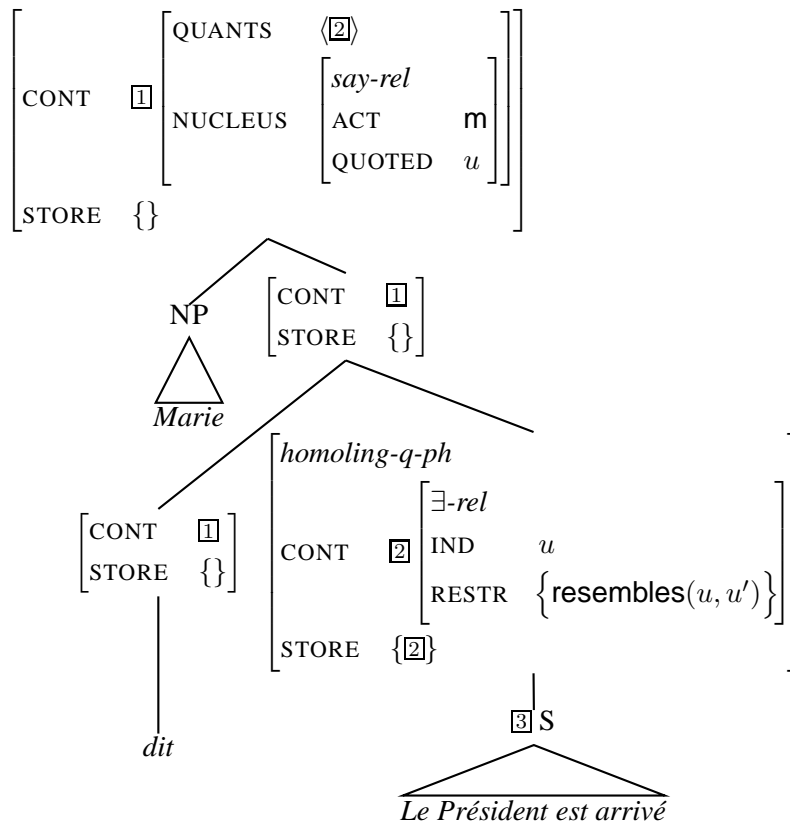 QUANTS ⟨[2]⟩
say-rel
CONT [1] NUCLEUS ACT m
QUOTED u
STORE {}
NP
CONT [1]
STORE {}
Marie
homoling-q-ph
∃-rel
CONT [1]
CONT [2] IND u
STORE {}
RESTR {resembles(u, u′)}
STORE {[2]}
[3] S
dit
Le Président est arrivé